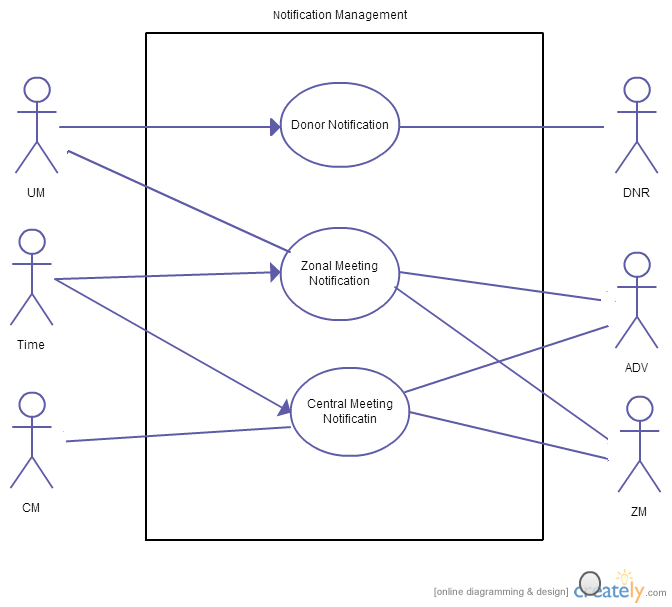 Notification Management
Donor Notification
UM
DNR
Zonal Meeting
Notification
Time
ADV
Central Meeting
Notificatin
CM
ZM
[online diagramming & design] creately.com